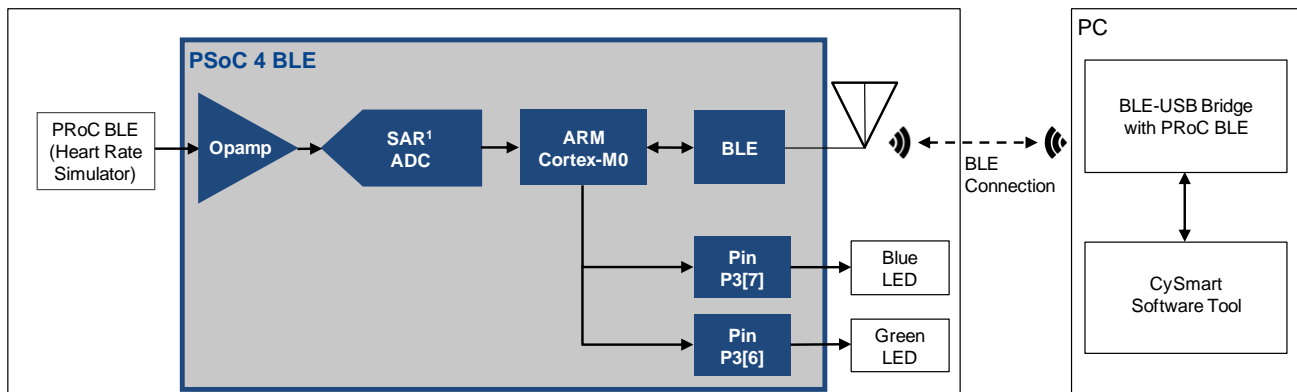 PC
PSoC 4 BLE
PRoC BLE
(Heart Rate
Simulator)
Opamp
SAR¹
ADC
ARM
Cortex-M0
BLE
BLE
Connection
BLE-USB Bridge
with PRoC BLE
Pin
P3[7]
Blue
LED
Pin
P3[6]
Green
LED
CySmart
Software Tool